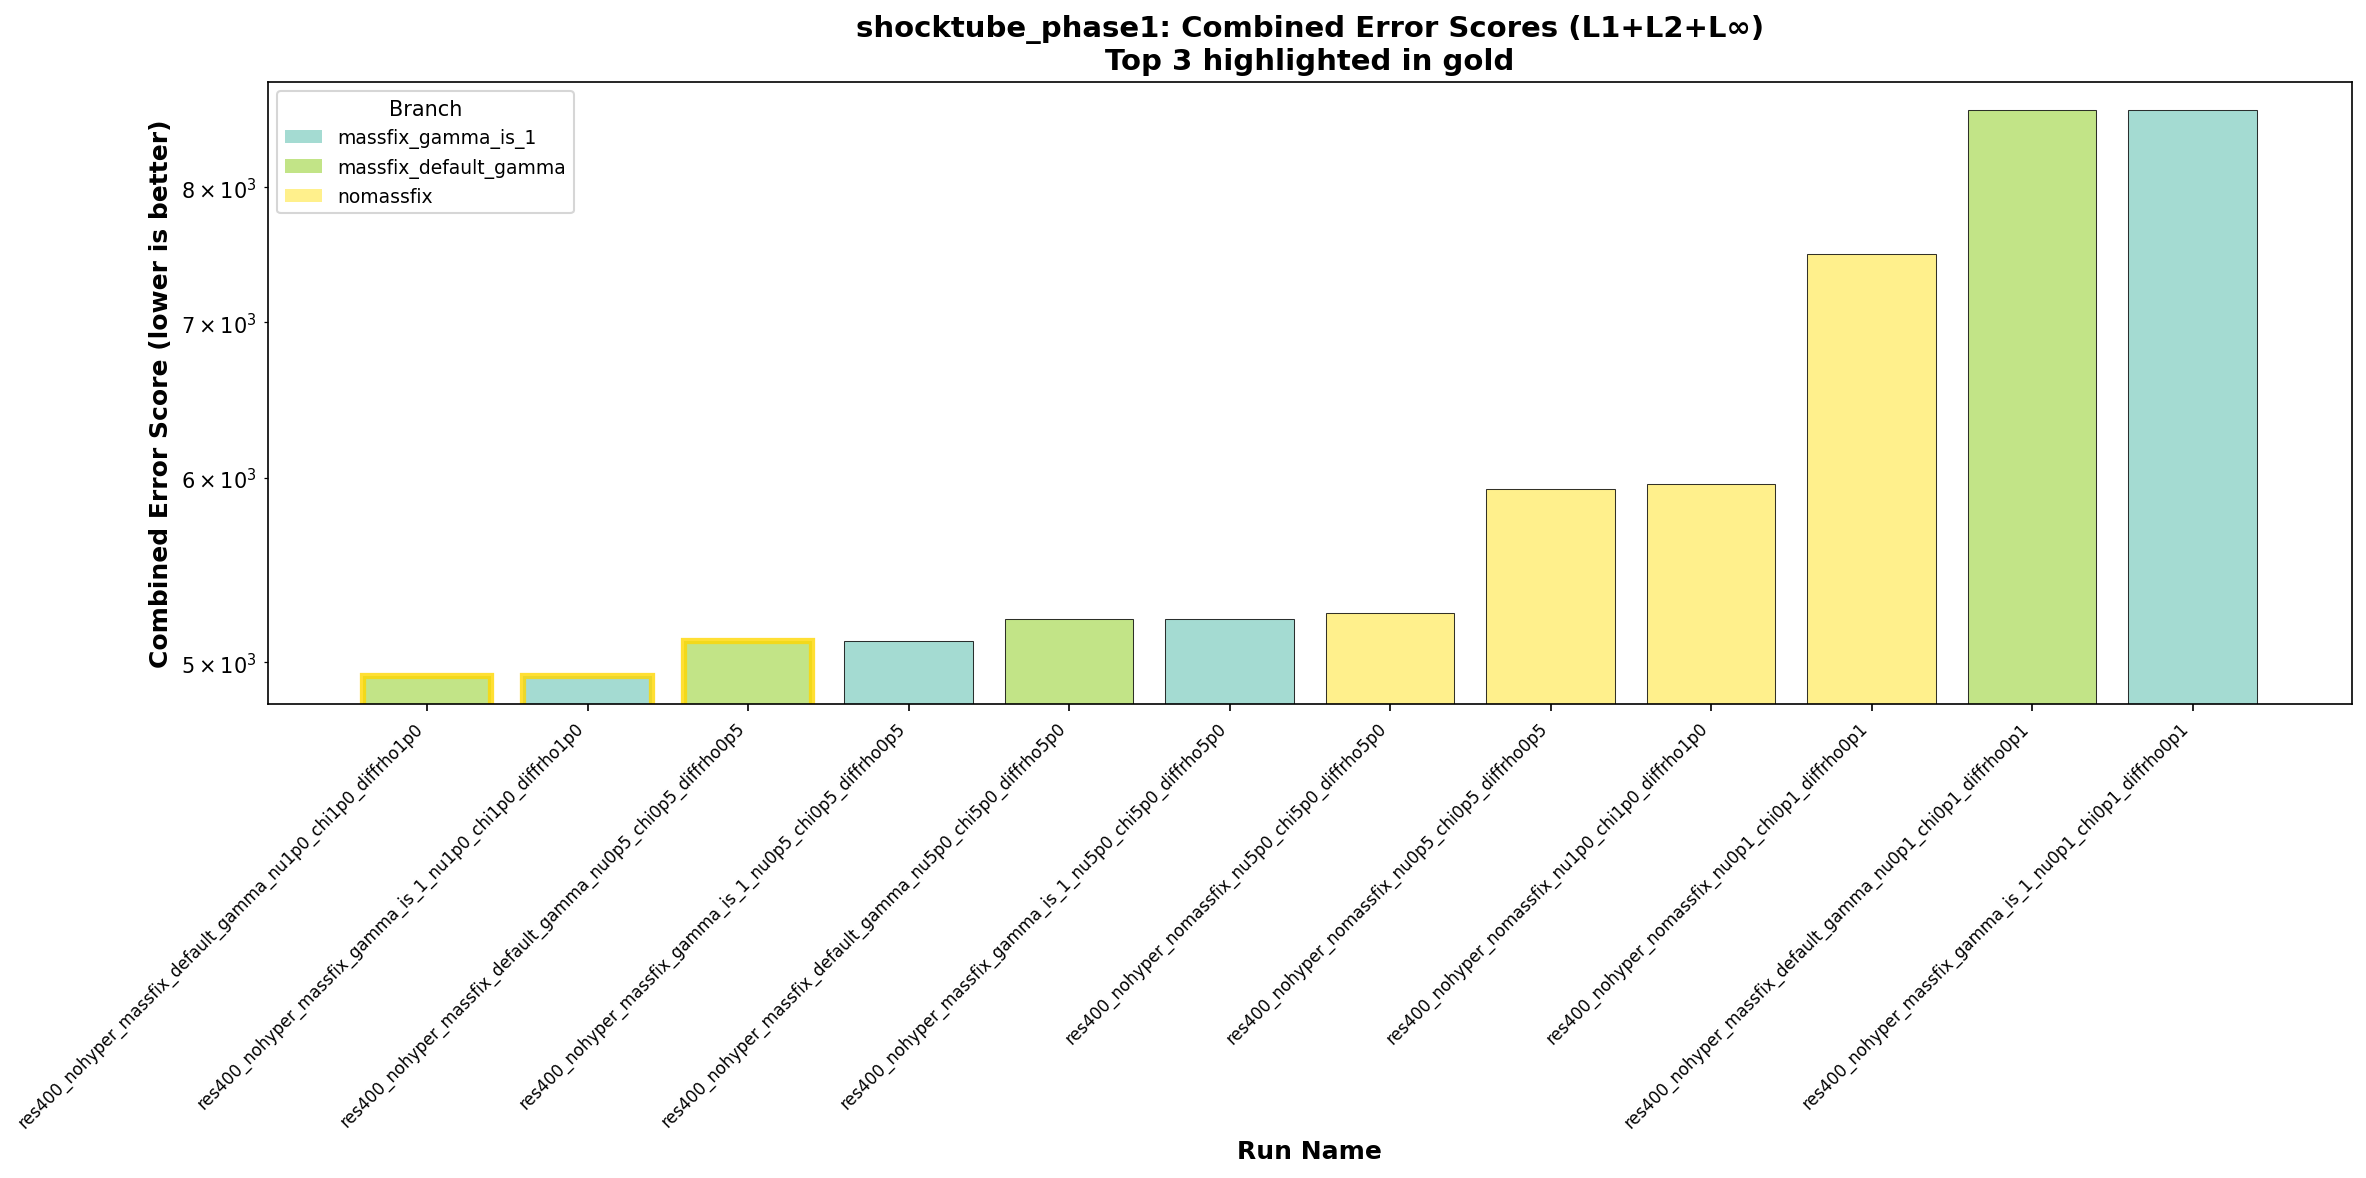 shocktube_phase1: Combined Error Scores (L1+L2+L∞)
Top 3 highlighted in gold
Branch
massfix_gamma_is_1
massfix_default_gamma
nomassfix
Combined Error Score (lower is better)
8 × 10³
7 × 10³
6 × 10³
5 × 10³
res400_nohyper_massfix_default_gamma_nu1p0_chi1p0_diffrho1p0
res400_nohyper_massfix_gamma_is_1_nu1p0_chi1p0_diffrho1p0
res400_nohyper_massfix_default_gamma_nu0p5_chi0p5_diffrho0p5
res400_nohyper_massfix_gamma_is_1_nu0p5_chi0p5_diffrho0p5
res400_nohyper_massfix_default_gamma_nu5p0_chi5p0_diffrho5p0
res400_nohyper_massfix_gamma_is_1_nu5p0_chi5p0_diffrho5p0
res400_nohyper_nomassfix_nu5p0_chi5p0_diffrho5p0
res400_nohyper_nomassfix_nu0p5_chi0p5_diffrho0p5
res400_nohyper_nomassfix_nu1p0_chi1p0_diffrho1p0
res400_nohyper_nomassfix_nu0p1_chi0p1_diffrho0p1
res400_nohyper_massfix_default_gamma_nu0p1_chi0p1_diffrho0p1
res400_nohyper_massfix_gamma_is_1_nu0p1_chi0p1_diffrho0p1
Run Name